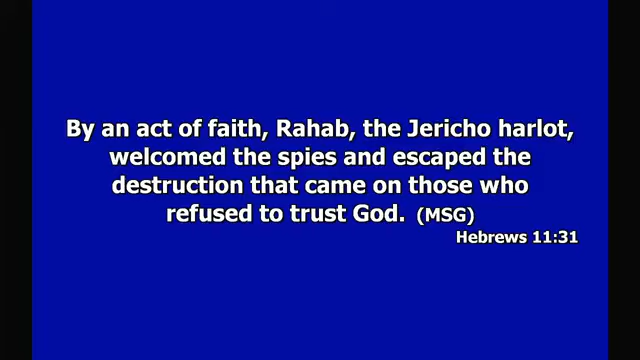 By an act of faith, Rahab, the Jericho harlot,
welcomed the spies and escaped the
destruction that came on those who
refused to trust God. (MSG)
Hebrews 11:31